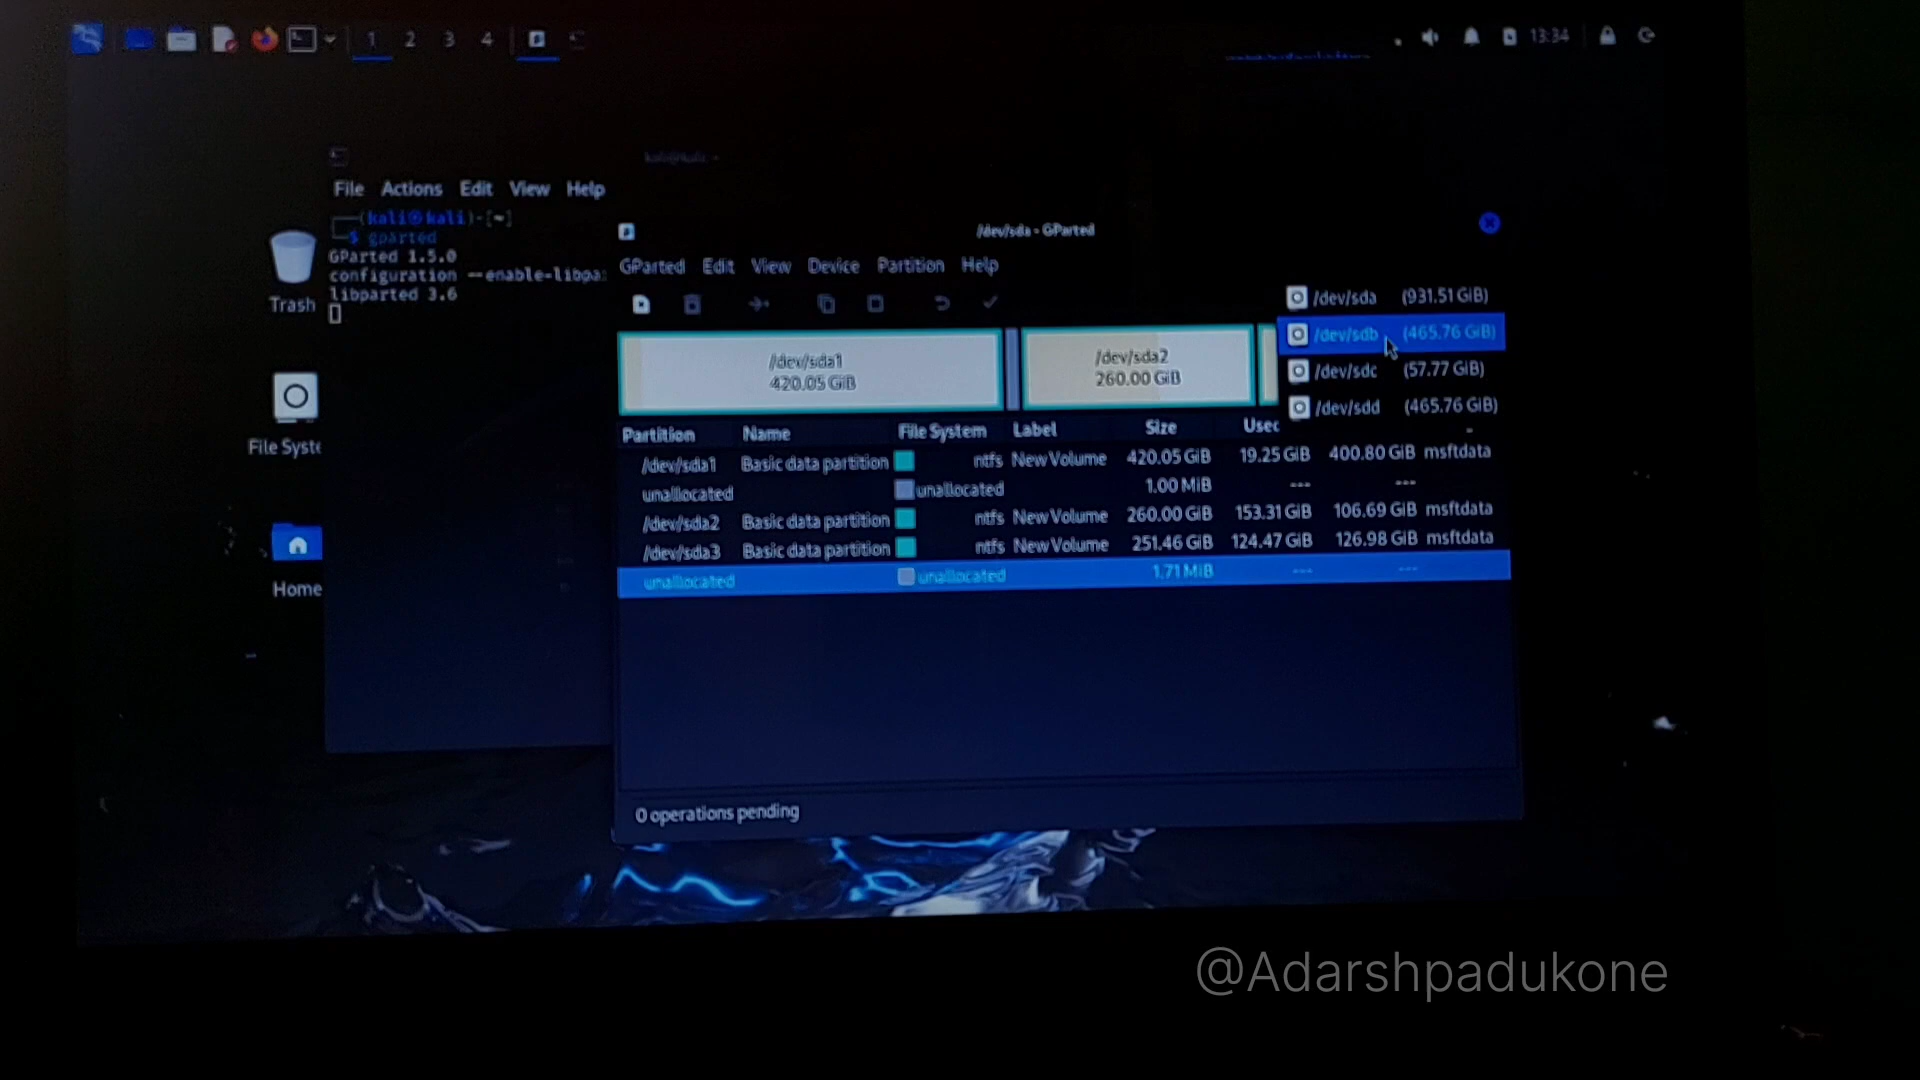 1 2 3 4
13:34
File Actions Edit View Help
(kali㉿kali)-[~]
$ gparted
GParted 1.5.0
configuration --enable-libpa
libparted 3.6
Trash
File Syste
Home
/dev/sda - GParted
GParted Edit View Device Partition Help
/dev/sda (931.51 GiB)
/dev/sdb (465.76 GiB)
/dev/sdc (57.77 GiB)
/dev/sdd (465.76 GiB)
/dev/sda1
420.05 GiB
/dev/sda2
260.00 GiB
Partition Name File System Label Size Used
/dev/sda1 Basic data partition ntfs New Volume 420.05 GiB 19.25 GiB 400.80 GiB msftdata
unallocated unallocated 1.00 MiB --- ---
/dev/sda2 Basic data partition ntfs New Volume 260.00 GiB 153.31 GiB 106.69 GiB msftdata
/dev/sda3 Basic data partition ntfs New Volume 251.46 GiB 124.47 GiB 126.98 GiB msftdata
unallocated unallocated 1.71 MiB --- ---
0 operations pending
@Adarshpadukone